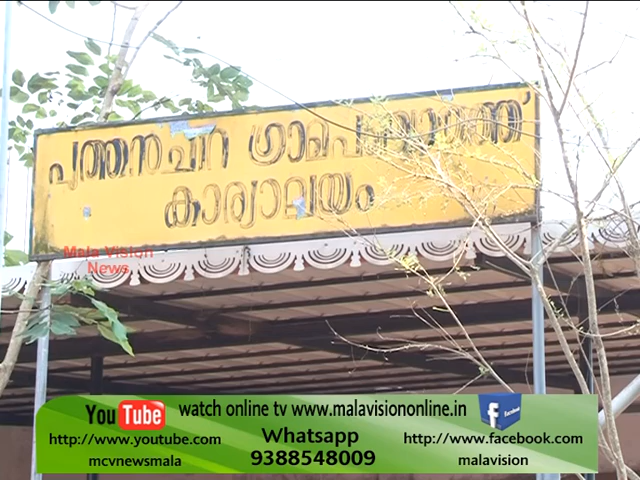 പുത്തൻചിറ ഗ്രാമപഞ്ചായത്ത്
കാര്യാലയം
Mala Vision
News
YouTube watch online tv www.malavisiononline.in facebook
http://www.youtube.com Whatsapp http://www.facebook.com
mcvnewsmala 9388548009 malavision